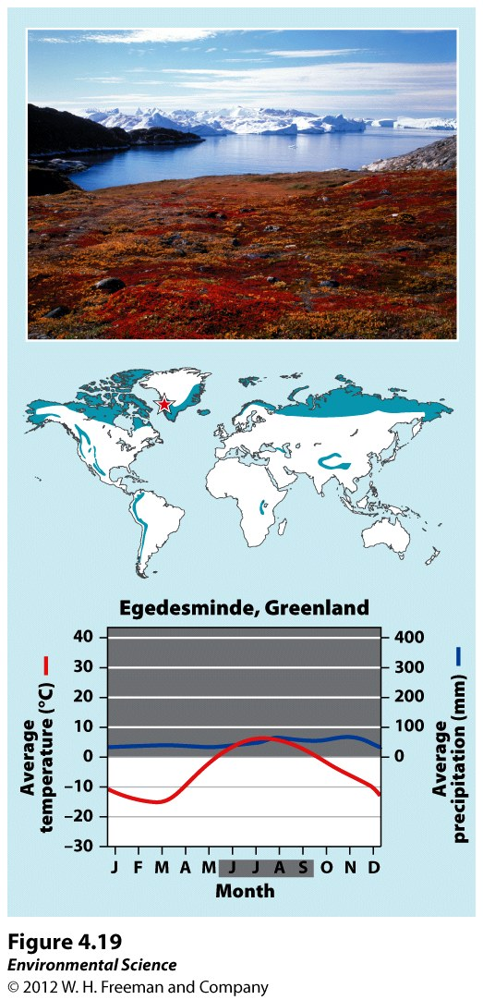 Egedesminde, Greenland
Average temperature (°C)
40
30
20
10
0
–10
–20
–30
400
300
200
100
0
Average precipitation (mm)
J F M A M J J A S O N D
Month
Figure 4.19
Environmental Science
© 2012 W. H. Freeman and Company